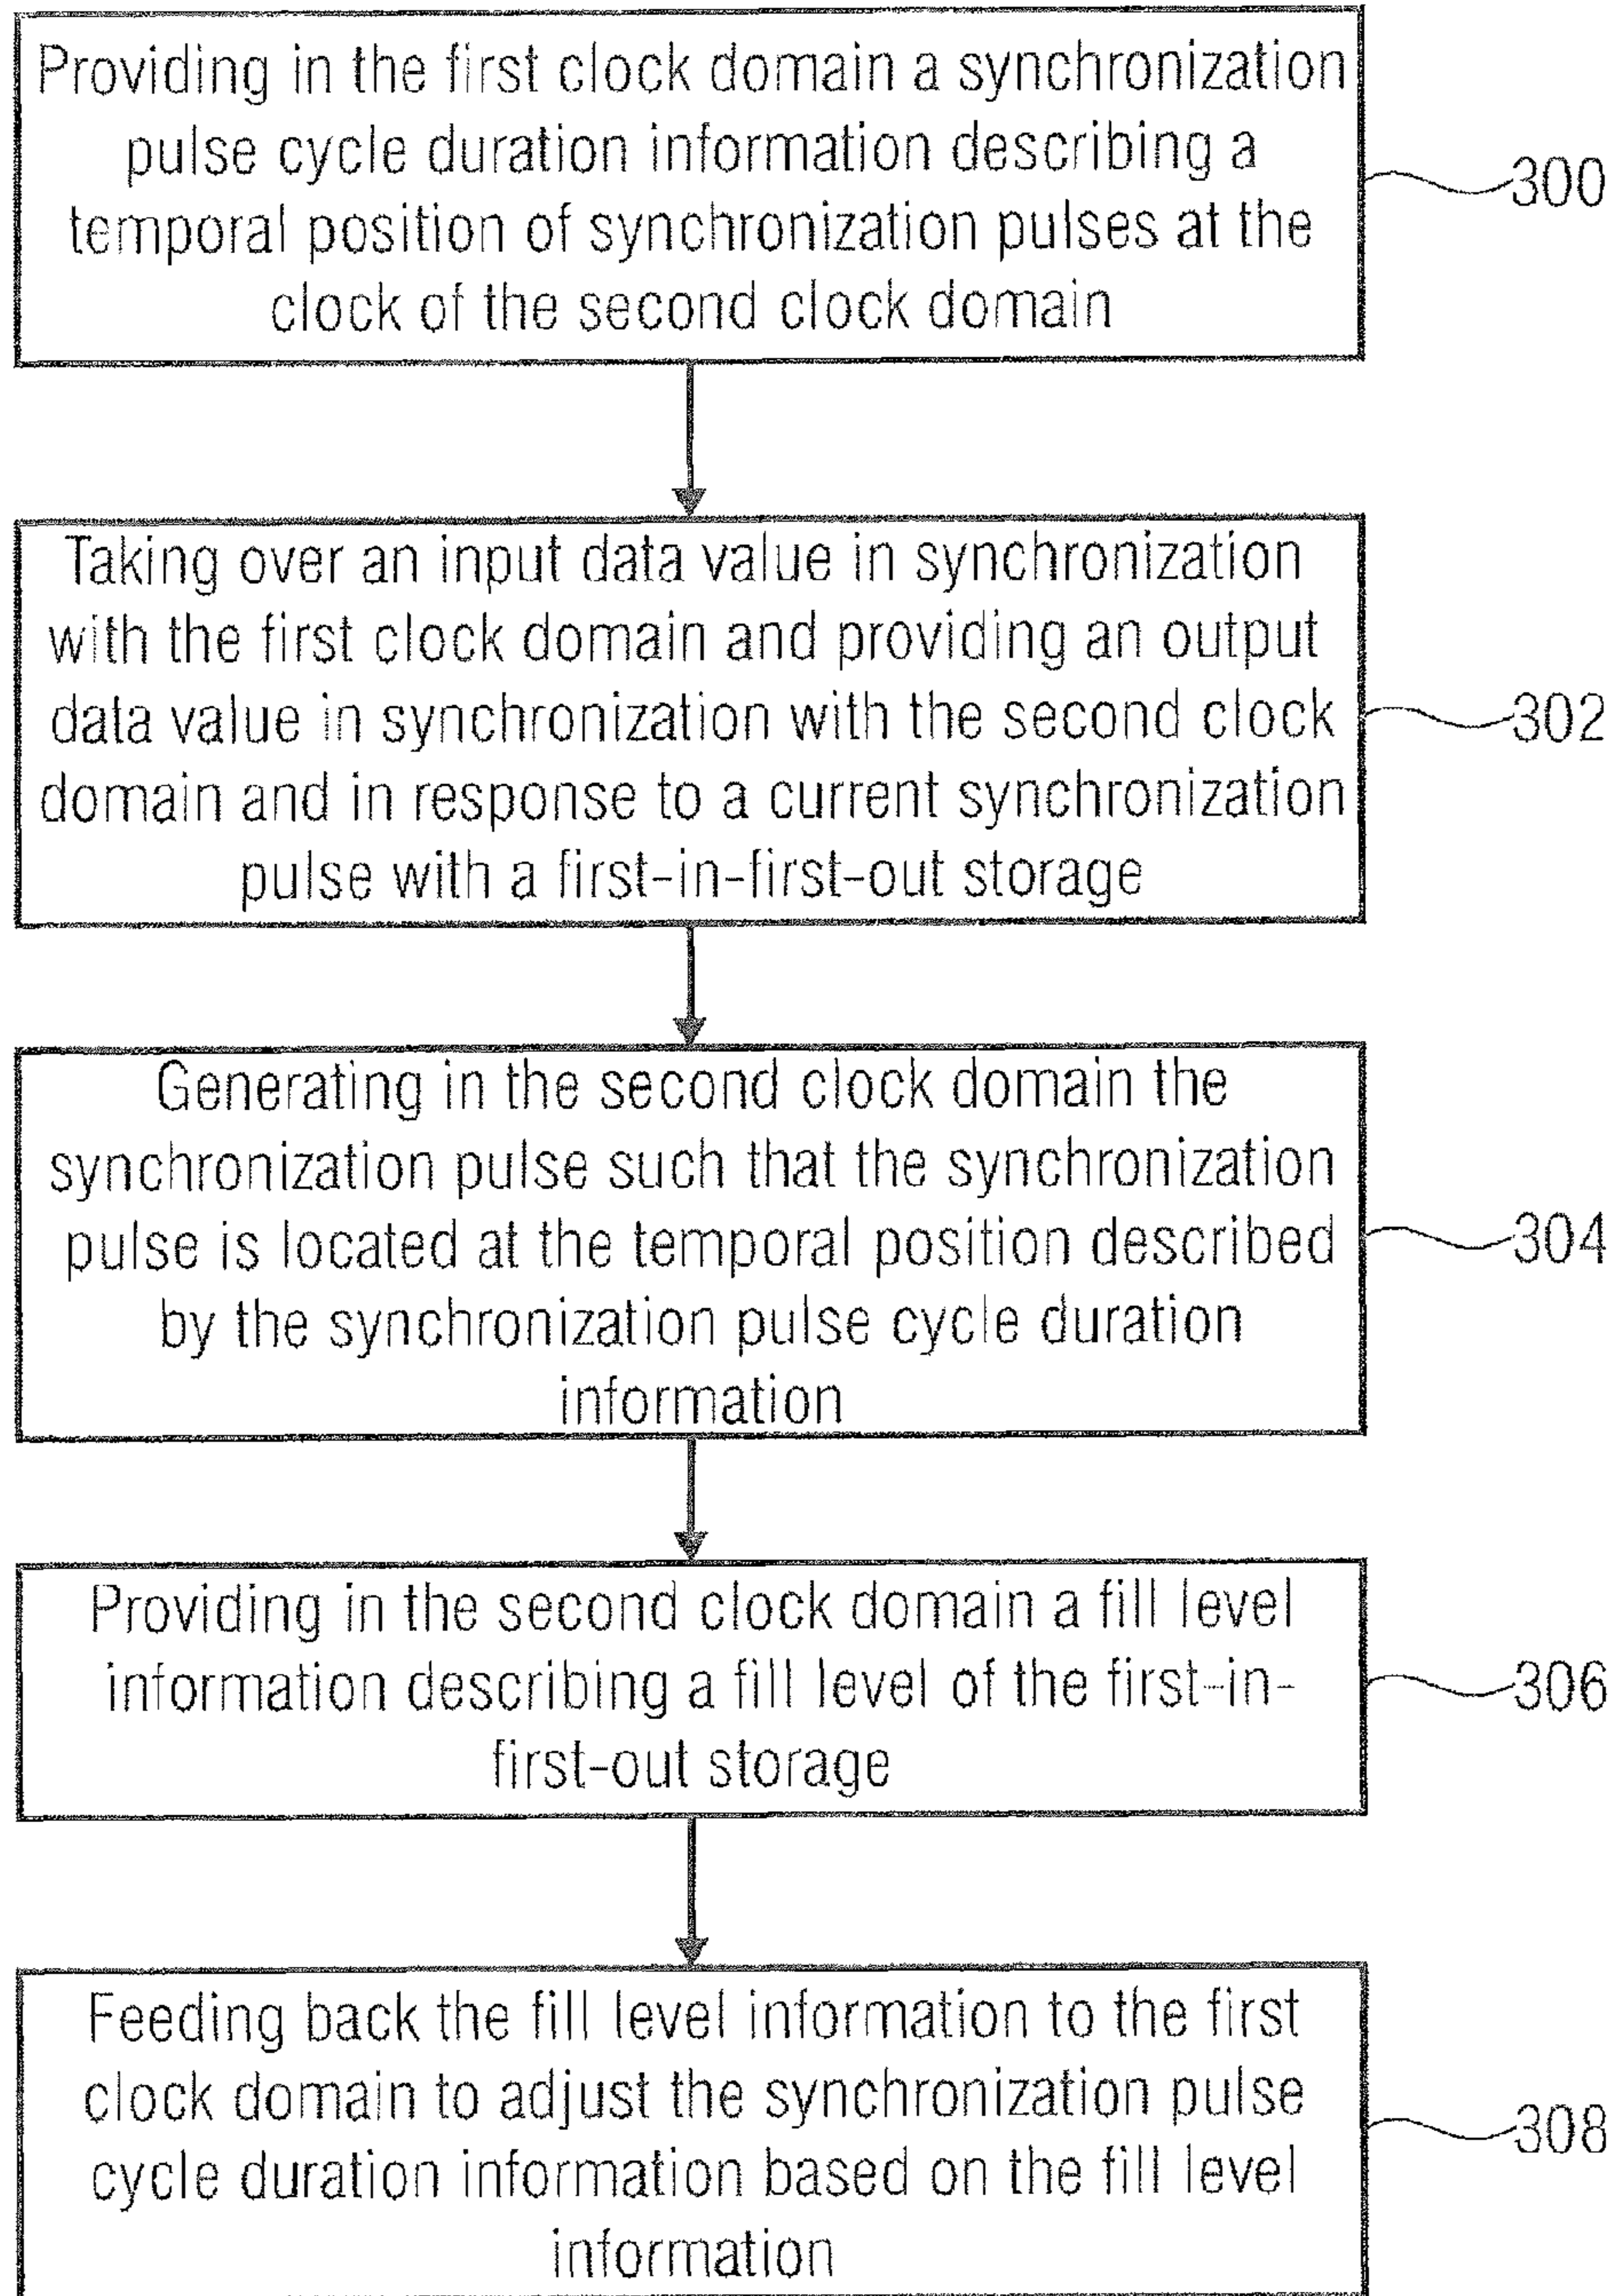 Providing in the first clock domain a synchronization
pulse cycle duration information describing a
temporal position of synchronization pulses at the
clock of the second clock domain
300
Taking over an input data value in synchronization
with the first clock domain and providing an output
data value in synchronization with the second clock
domain and in response to a current synchronization
pulse with a first-in-first-out storage
302
Generating in the second clock domain the
synchronization pulse such that the synchronization
pulse is located at the temporal position described
by the synchronization pulse cycle duration
information
304
Providing in the second clock domain a fill level
information describing a fill level of the first-in-
first-out storage
306
Feeding back the fill level information to the first
clock domain to adjust the synchronization pulse
cycle duration information based on the fill level
information
308